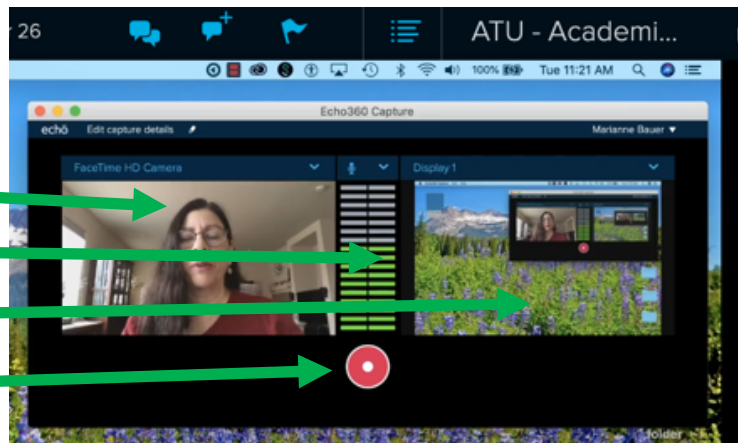 26
ATU - Academi...
100% Tue 11:21 AM
Echo360 Capture
echo Edit capture details Marianne Bauer
FaceTime HD Camera Display 1
folder